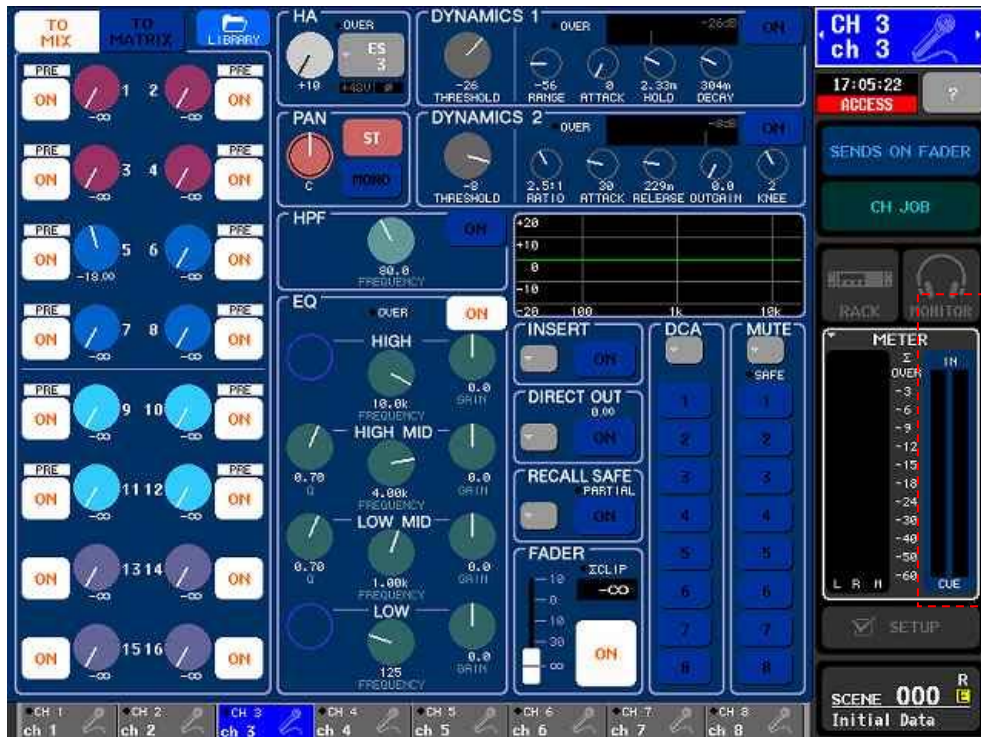 TO MIX
TO MATRIX
LIBRARY
PRE
PRE
ON
1 2
ON
-∞
-∞
PRE
PRE
ON
3 4
ON
-∞
-∞
PRE
PRE
ON
5 6
ON
-18.00
-∞
PRE
PRE
ON
7 8
ON
-∞
-∞
PRE
PRE
ON
9 10
ON
-∞
-∞
PRE
PRE
ON
11 12
ON
-∞
-∞
ON
13 14
ON
-∞
-∞
ON
15 16
ON
-∞
-∞
HA
OVER
ES
3
+10
+48V ø
PAN
ST
MONO
C
HPF
ON
80.0
FREQUENCY
EQ
OVER
ON
HIGH
10.0k
FREQUENCY
0.0
GAIN
HIGH MID
0.70
Q
4.00k
FREQUENCY
0.0
GAIN
LOW MID
0.70
Q
1.00k
FREQUENCY
0.0
GAIN
LOW
125
FREQUENCY
0.0
GAIN
DYNAMICS 1
OVER
-26dB
ON
-26
THRESHOLD
-56
RANGE
0
ATTACK
2.33m
HOLD
304m
DECAY
DYNAMICS 2
OVER
-8dB
ON
-8
THRESHOLD
2.5:1
RATIO
30
ATTACK
229m
RELEASE
0.0
OUTGAIN
2
KNEE
+20
+10
0
-10
-20 100 1k 10k
INSERT
ON
DIRECT OUT
0.00
ON
RECALL SAFE
PARTIAL
ON
FADER
ΣCLIP
10
0
10
30
∞
-∞
ON
DCA
1
2
3
4
5
6
7
8
MUTE
SAFE
1
2
3
4
5
6
7
8
CH 3
ch 3
17:05:22
ACCESS
?
SENDS ON FADER
CH JOB
RACK
MONITOR
METER
Σ
OVER
IN
-3
-6
-9
-12
-15
-18
-24
-30
-40
-50
-60
L R M
CUE
SETUP
SCENE 000 R E
Initial Data
CH 1
ch 1
CH 2
ch 2
CH 3
ch 3
CH 4
ch 4
CH 5
ch 5
CH 6
ch 6
CH 7
ch 7
CH 8
ch 8